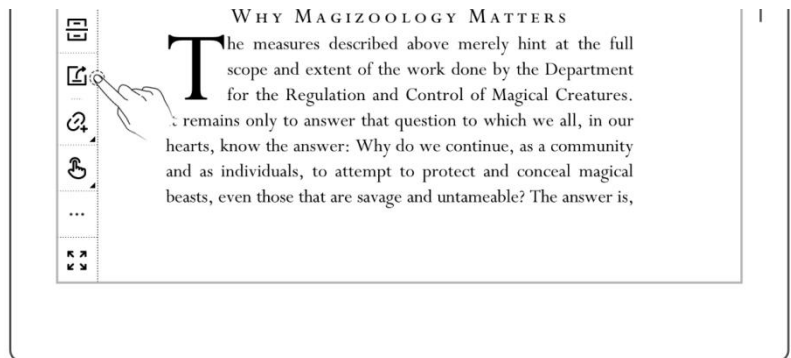 WHY MAGIZOOLOGY MATTERS
The measures described above merely hint at the full
scope and extent of the work done by the Department
for the Regulation and Control of Magical Creatures.
remains only to answer that question to which we all, in our
hearts, know the answer: Why do we continue, as a community
and as individuals, to attempt to protect and conceal magical
beasts, even those that are savage and untameable? The answer is,